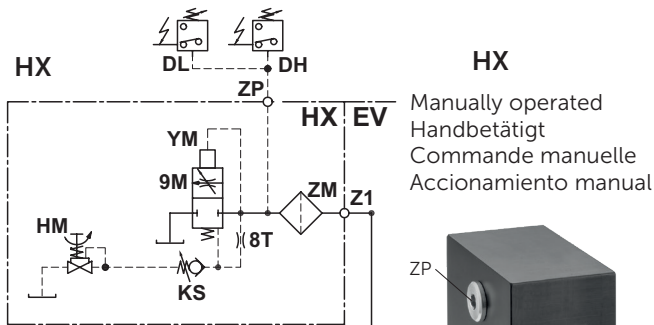 DL
DH
HX
HX
ZP
Manually operated
Handbetätigt
Commande manuelle
Accionamiento manual
HX
EV
YM
9M
ZM
Z1
HM
8T
KS
ZP